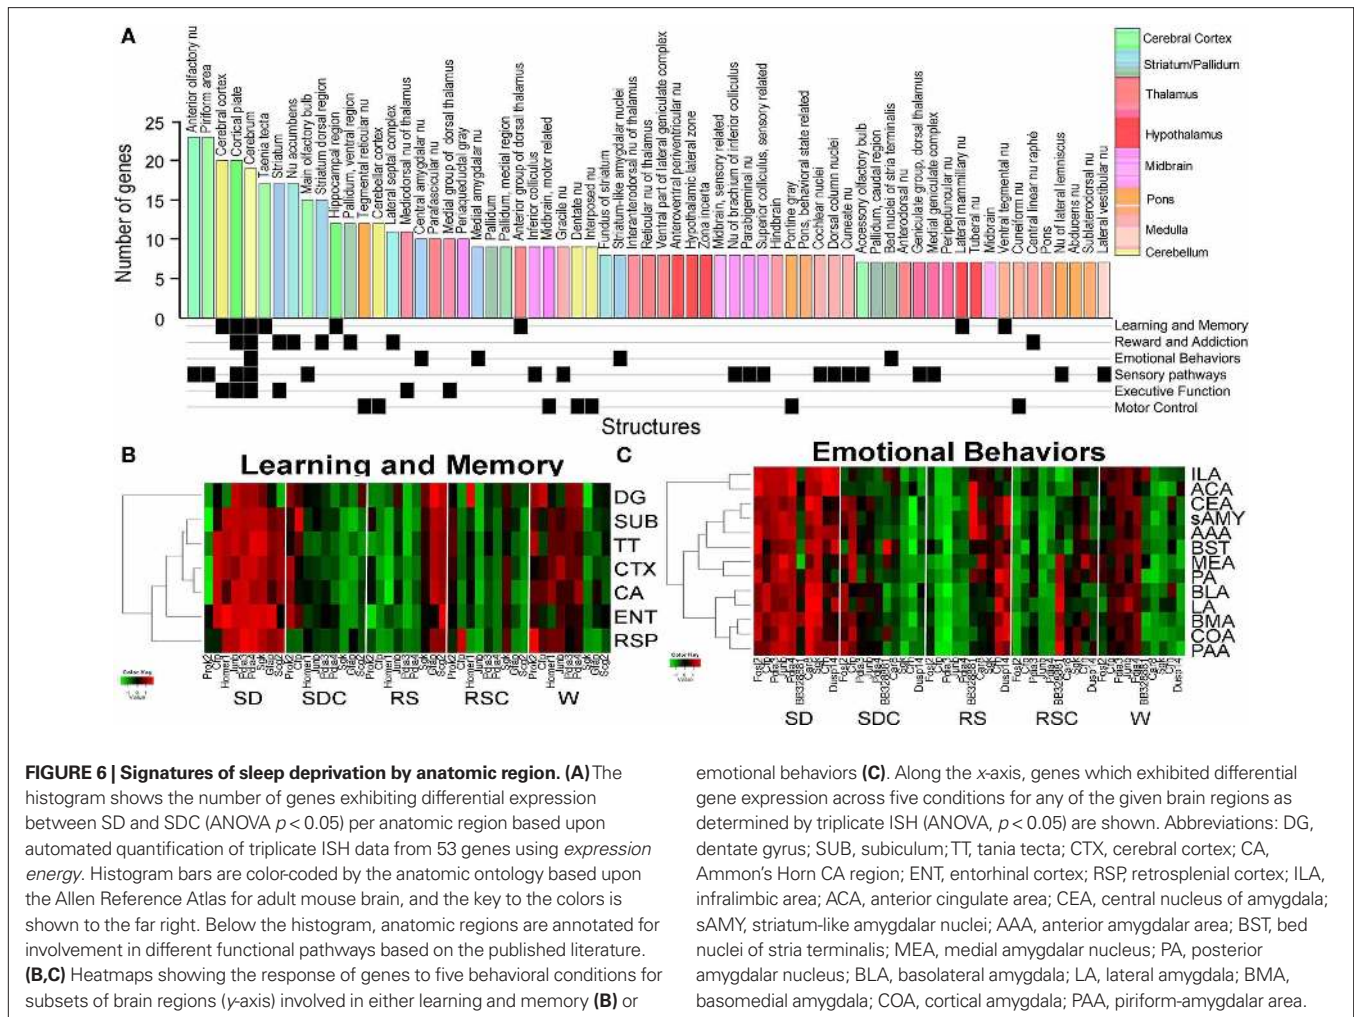 A
Number of genes
25
20
15
10
5
0
Anterior olfactory nu
Piriform area
Cerebral cortex
Cortical plate
Cerebrum
Taenia tecta
Striatum
Nu accumbens
Main olfactory bulb
Striatum dorsal region
Hippocampal region
Pallidum, ventral region
Tegmental reticular nu
Cerebellar cortex
Lateral septal complex
Mediodorsal nu of thalamus
Central amygdalar nu
Parafascicular nu
Medial group of dorsal thalamus
Periaqueductal gray
Medial amygdalar nu
Pallidum
Pallidum, medial region
Anterior group of dorsal thalamus
Inferior colliculus
Midbrain, motor related
Gracile nu
Dentate nu
Interposed nu
Fundus of striatum
Striatum-like amygdalar nuclei
Interanterodorsal nu of thalamus
Reticular nu of thalamus
Ventral part of lateral geniculate complex
Anteroventral periventricular nu
Hypothalamic lateral zone
Zona incerta
Midbrain, sensory related
Nu of brachium of inferior colliculus
Parabigeminal nu
Superior colliculus, sensory related
Hindbrain
Pontine gray
Pons, behavioral state related
Cochlear nuclei
Dorsal column nuclei
Cuneate nu
Accessory olfactory bulb
Pallidum, caudal region
Bed nuclei of stria terminalis
Anterodorsal nu
Geniculate group, dorsal thalamus
Medial geniculate complex
Peripeduncular nu
Lateral mammillary nu
Tuberal nu
Midbrain
Ventral tegmental nu
Cuneiform nu
Central linear nu raphè
Pons
Nu of lateral lemniscus
Abducens nu
Sublaterodorsal nu
Lateral vestibular nu
Cerebral Cortex
Striatum/Pallidum
Thalamus
Hypothalamus
Midbrain
Pons
Medulla
Cerebellum
Learning and Memory
Reward and Addiction
Emotional Behaviors
Sensory pathways
Executive Function
Motor Control
Structures
B
Learning and Memory
DG
SUB
TT
CTX
CA
ENT
RSP
Color Key
Value
SD
SDC
RS
RSC
W
C
Emotional Behaviors
ILA
ACA
CEA
sAMY
AAA
BST
MEA
PA
BLA
LA
BMA
COA
PAA
Color Key
Value
SD
SDC
RS
RSC
W
FIGURE 6 | Signatures of sleep deprivation by anatomic region. (A) The
histogram shows the number of genes exhibiting differential expression
between SD and SDC (ANOVA p < 0.05) per anatomic region based upon
automated quantification of triplicate ISH data from 53 genes using expression
energy. Histogram bars are color-coded by the anatomic ontology based upon
the Allen Reference Atlas for adult mouse brain, and the key to the colors is
shown to the far right. Below the histogram, anatomic regions are annotated for
involvement in different functional pathways based on the published literature.
(B,C) Heatmaps showing the response of genes to five behavioral conditions for
subsets of brain regions (y-axis) involved in either learning and memory (B) or
emotional behaviors (C). Along the x-axis, genes which exhibited differential
gene expression across five conditions for any of the given brain regions as
determined by triplicate ISH (ANOVA, p < 0.05) are shown. Abbreviations: DG,
dentate gyrus; SUB, subiculum; TT, tania tecta; CTX, cerebral cortex; CA,
Ammon's Horn CA region; ENT, entorhinal cortex; RSP, retrosplenial cortex; ILA,
infralimbic area; ACA, anterior cingulate area; CEA, central nucleus of amygdala;
sAMY, striatum-like amygdalar nuclei; AAA, anterior amygdalar area; BST, bed
nuclei of stria terminalis; MEA, medial amygdalar nucleus; PA, posterior
amygdalar nucleus; BLA, basolateral amygdala; LA, lateral amygdala; BMA,
basomedial amygdala; COA, cortical amygdala; PAA, piriform-amygdalar area.